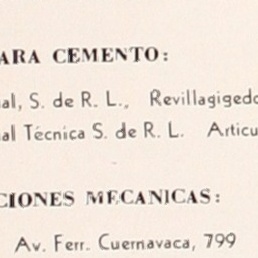 ARA CEMENTO:
al, S. de R. L., Revillagigedo
al Técnica S. de R. L. Articu
CIONES MECANICAS:
Av. Ferr. Cuernavaca, 799